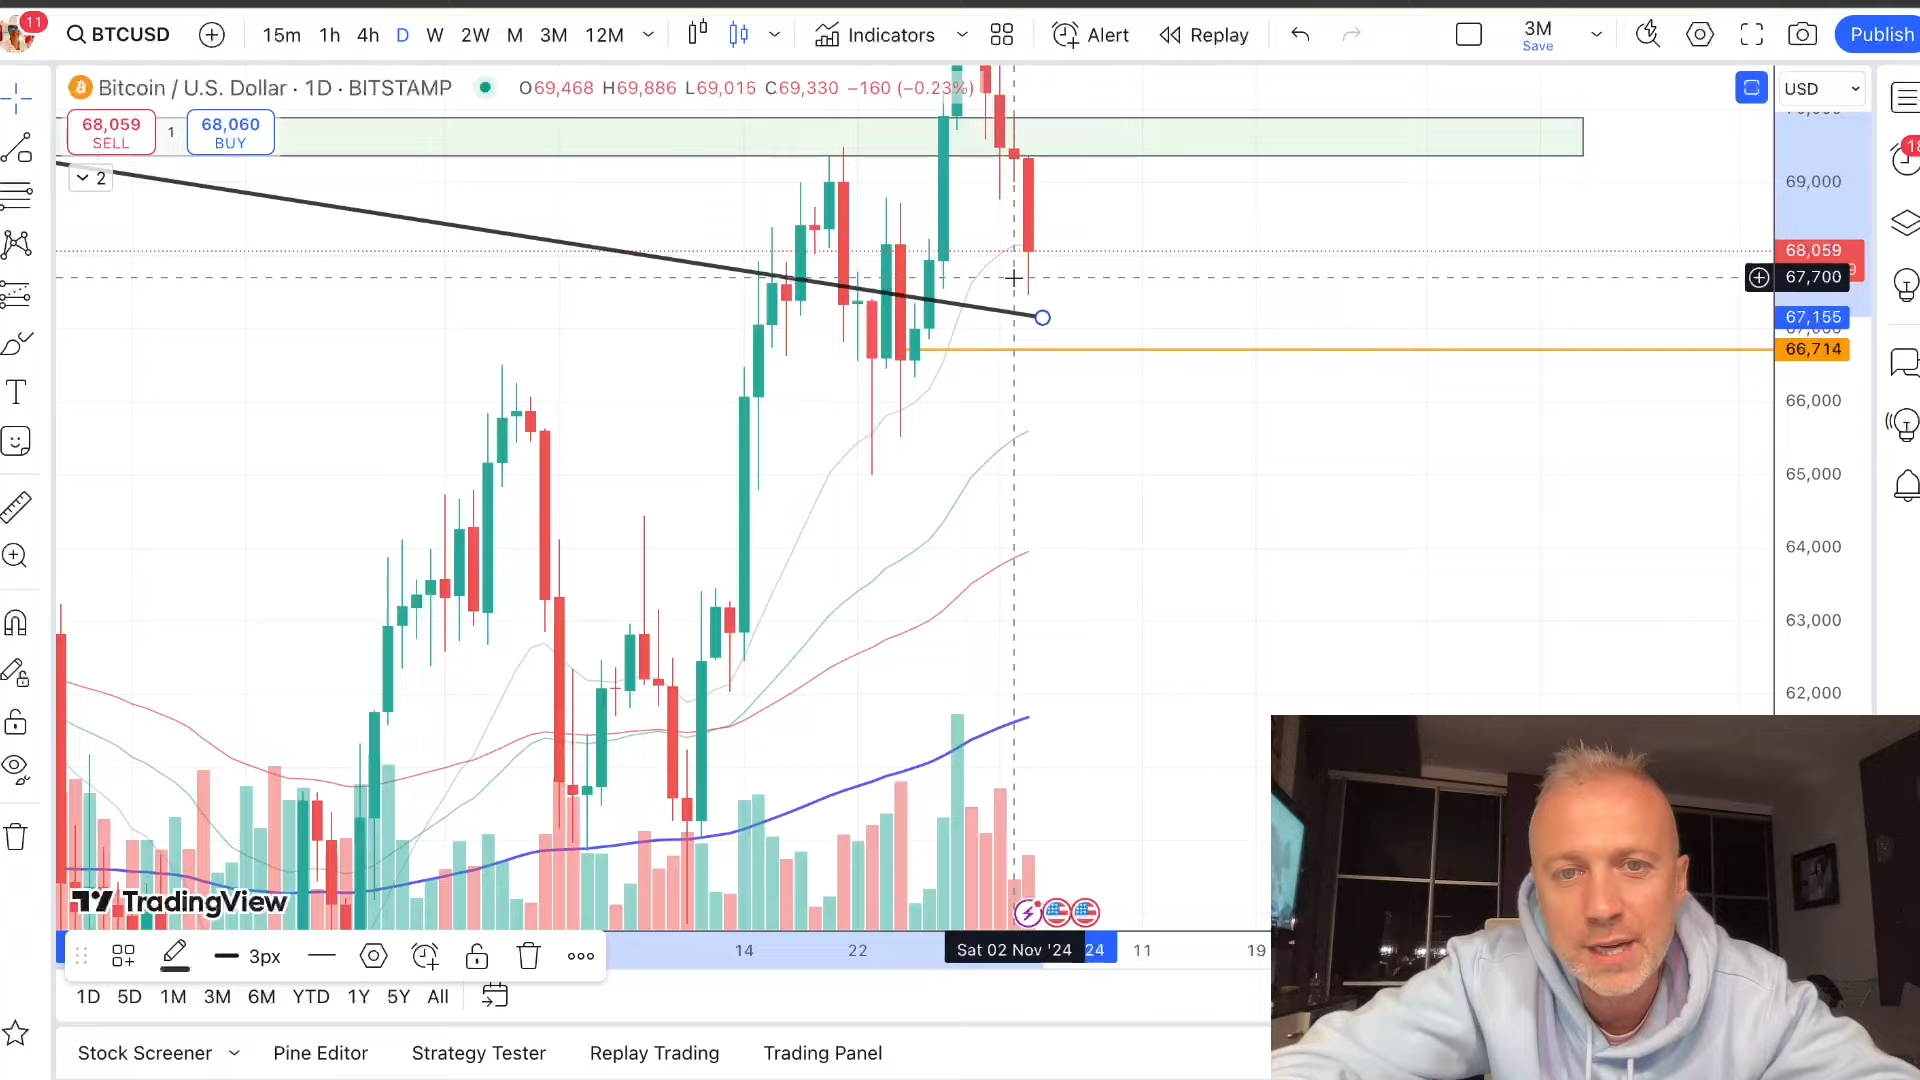 11
BTCUSD
15m 1h 4h D W 2W M 3M 12M
Indicators
Alert
Replay
3M
Save
Publish
Bitcoin / U.S. Dollar · 1D · BITSTAMP
O69,468 H69,886 L69,015 C69,330 −160 (−0.23%)
USD
68,059
SELL
1
68,060
BUY
2
69,000
68,059
67,700
67,155
66,714
66,000
65,000
64,000
63,000
62,000
TradingView
3px
14
22
Sat 02 Nov '24
24
11
19
1D 5D 1M 3M 6M YTD 1Y 5Y All
Stock Screener
Pine Editor
Strategy Tester
Replay Trading
Trading Panel